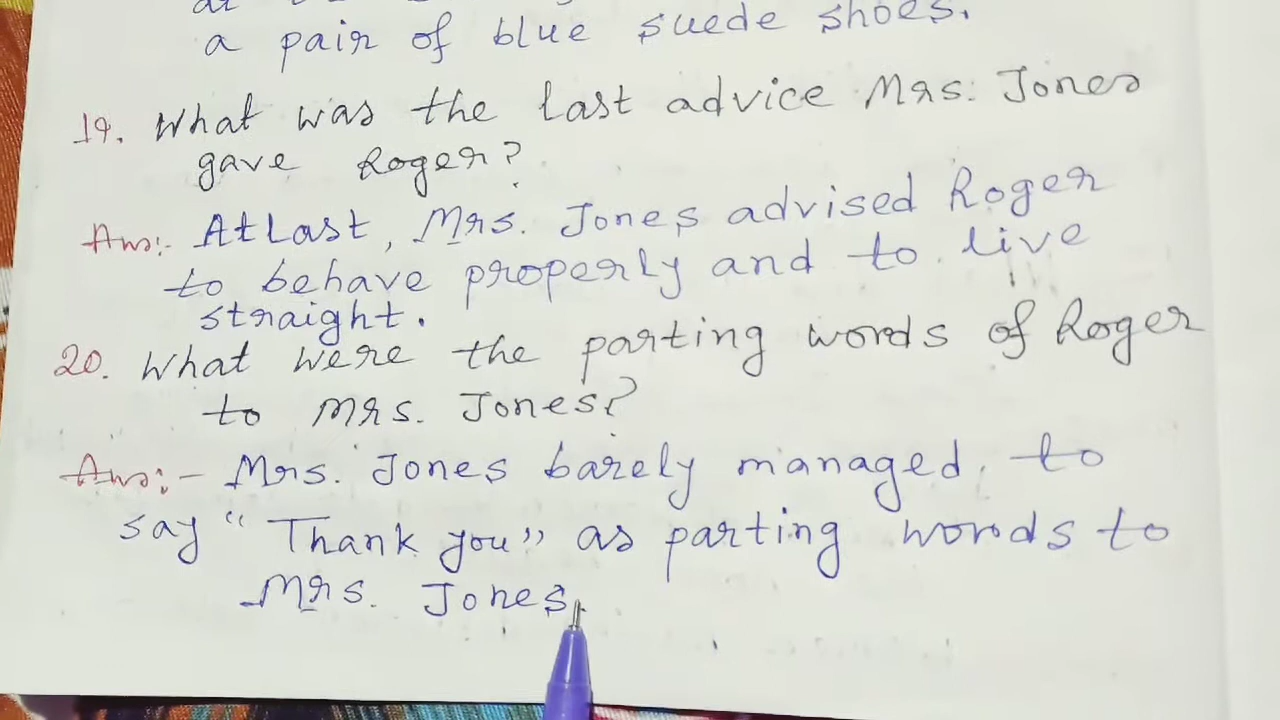 a pair of blue suede shoes.
19. What was the last advice Mrs. Jones
gave Roger?
Ans:- At Last, Mrs. Jones advised Roger
to behave properly and to live
straight.
20. What were the parting words of Roger
to Mrs. Jones?
Ans:- Mrs. Jones barely managed to
say "Thank you" as parting words to
Mrs. Jones.